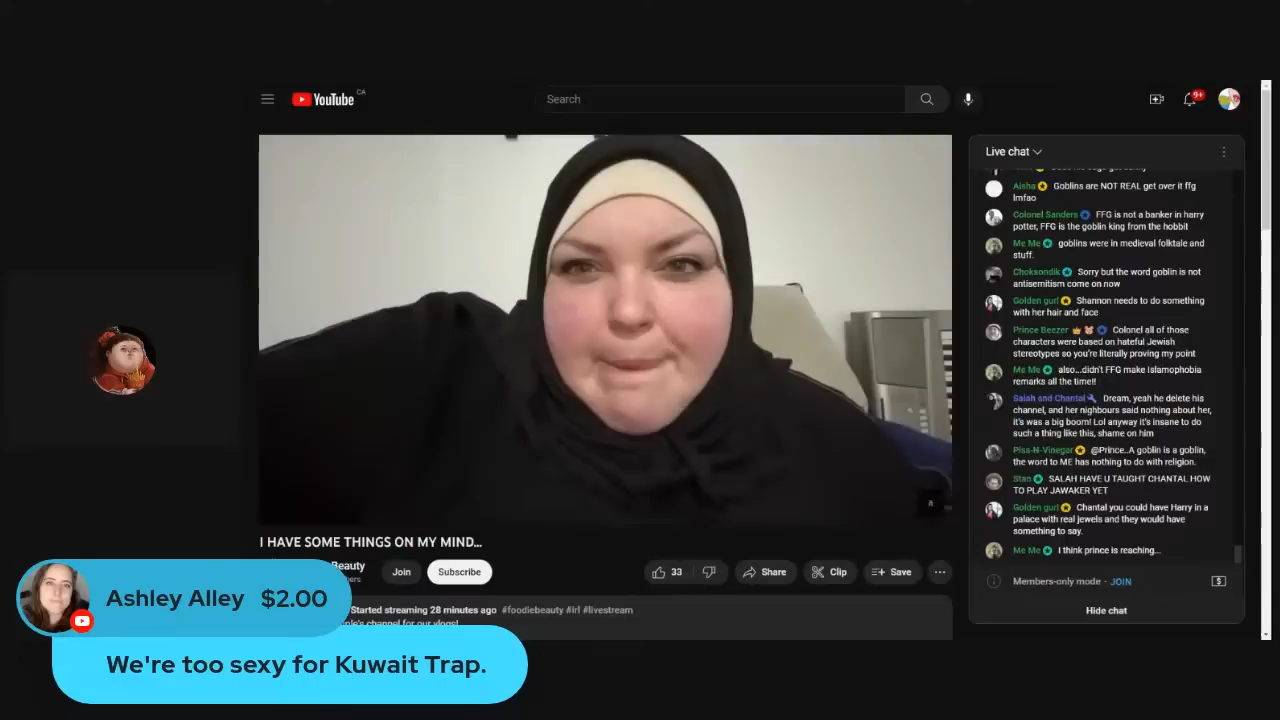 YouTube CA
Search
9+
Live chat
Aisha Goblins are NOT REAL get over it ffg
lmfao
Colonel Sanders FFG is not a banker in harry
potter, FFG is the goblin king from the hobbit
Me Me goblins were in medieval folktale and
stuff.
Choksondik Sorry but the word goblin is not
antisemitism come on now
Golden gurl Shannon needs to do something
with her hair and face
Prince Beezer Colonel all of those
characters were based on hateful Jewish
stereotypes so you're literally proving my point
Me Me also...didn't FFG make Islamophobia
remarks all the time!!
Salah and Chantal Dream, yeah he delete his
channel, and her nighbours said nothing about her,
it's was a big boom! Lol anyway it's insane to do
such a thing like this, shame on him
Piss-N-Vinegar @Prince..A goblin is a goblin,
the word to ME has nothing to do with religion.
Stan SALAH HAVE U TAUGHT CHANTAL HOW
TO PLAY JAWAKER YET
Golden gurl Chantal you could have Harry in a
palace with real jewels and they would have
something to say.
Me Me I think prince is reaching...
Members-only mode - JOIN
Hide chat
I HAVE SOME THINGS ON MY MIND...
Beauty
Join
Subscribe
33
Share
Clip
Save
Started streaming 28 minutes ago #foodiebeauty #irl #livestream
channel for our vlogs!
Ashley Alley $2.00
We're too sexy for Kuwait Trap.